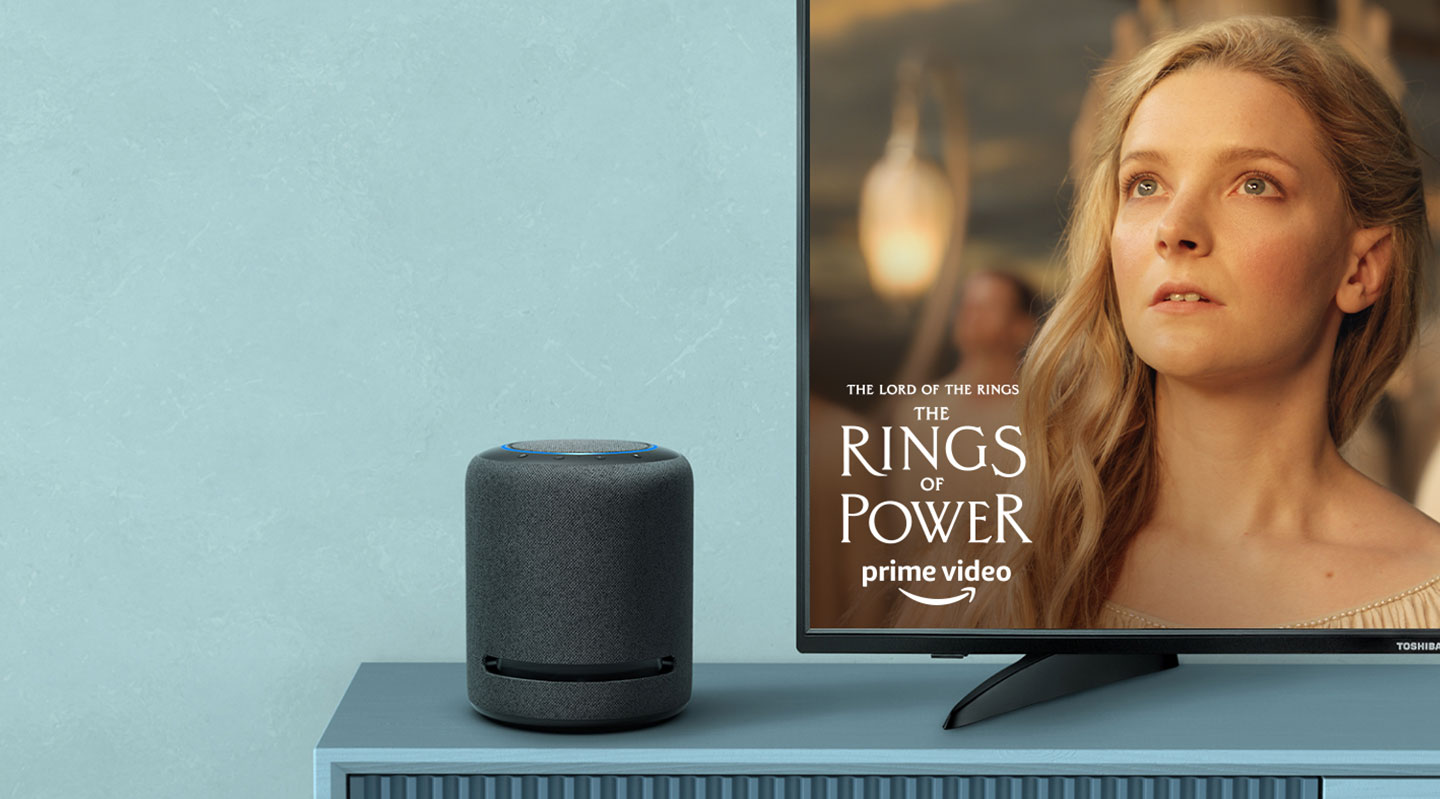 THE LORD OF THE RINGS
THE
RINGS
OF
POWER
prime video
TOSHIBA